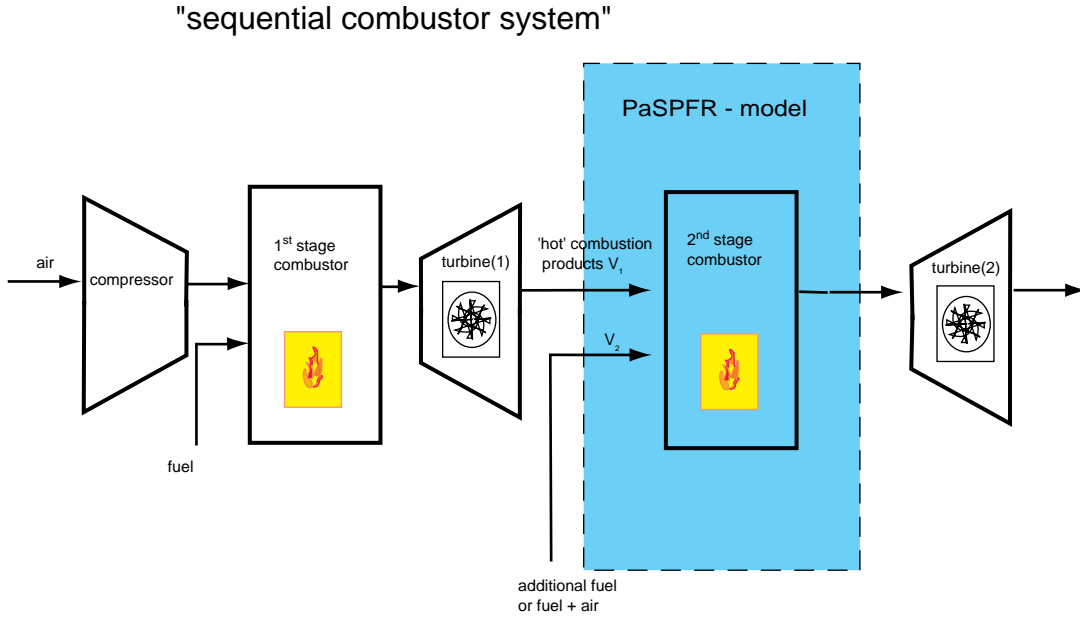 "sequential combustor system"
PaSPFR - model
air
compressor
fuel
1st stage
combustor
turbine(1)
'hot' combustion
products V1
V2
additional fuel
or fuel + air
2nd stage
combustor
turbine(2)